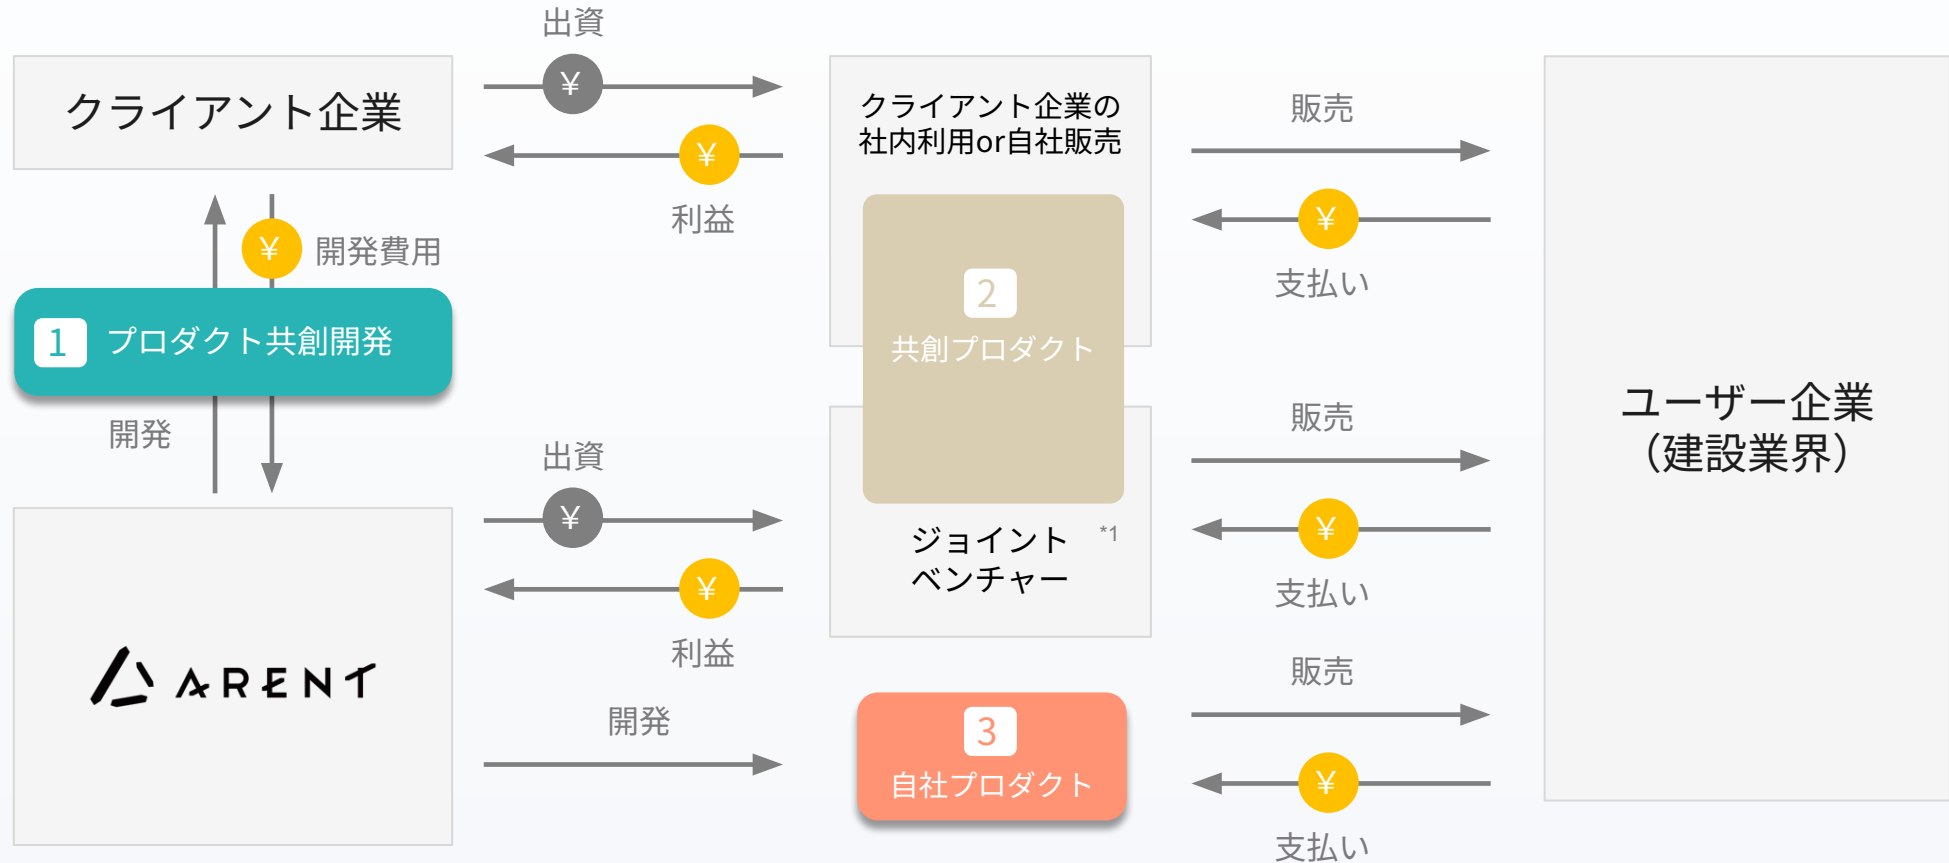 出資
¥
クライアント企業
¥
利益
クライアント企業の
社内利用or自社販売
販売
¥
支払い
¥
開発費用
1 プロダクト共創開発
開発
2
共創プロダクト
ユーザー企業
（建設業界）
出資
¥
¥
利益
ジョイント *1
ベンチャー
販売
¥
支払い
ARENT
開発
3
自社プロダクト
販売
¥
支払い